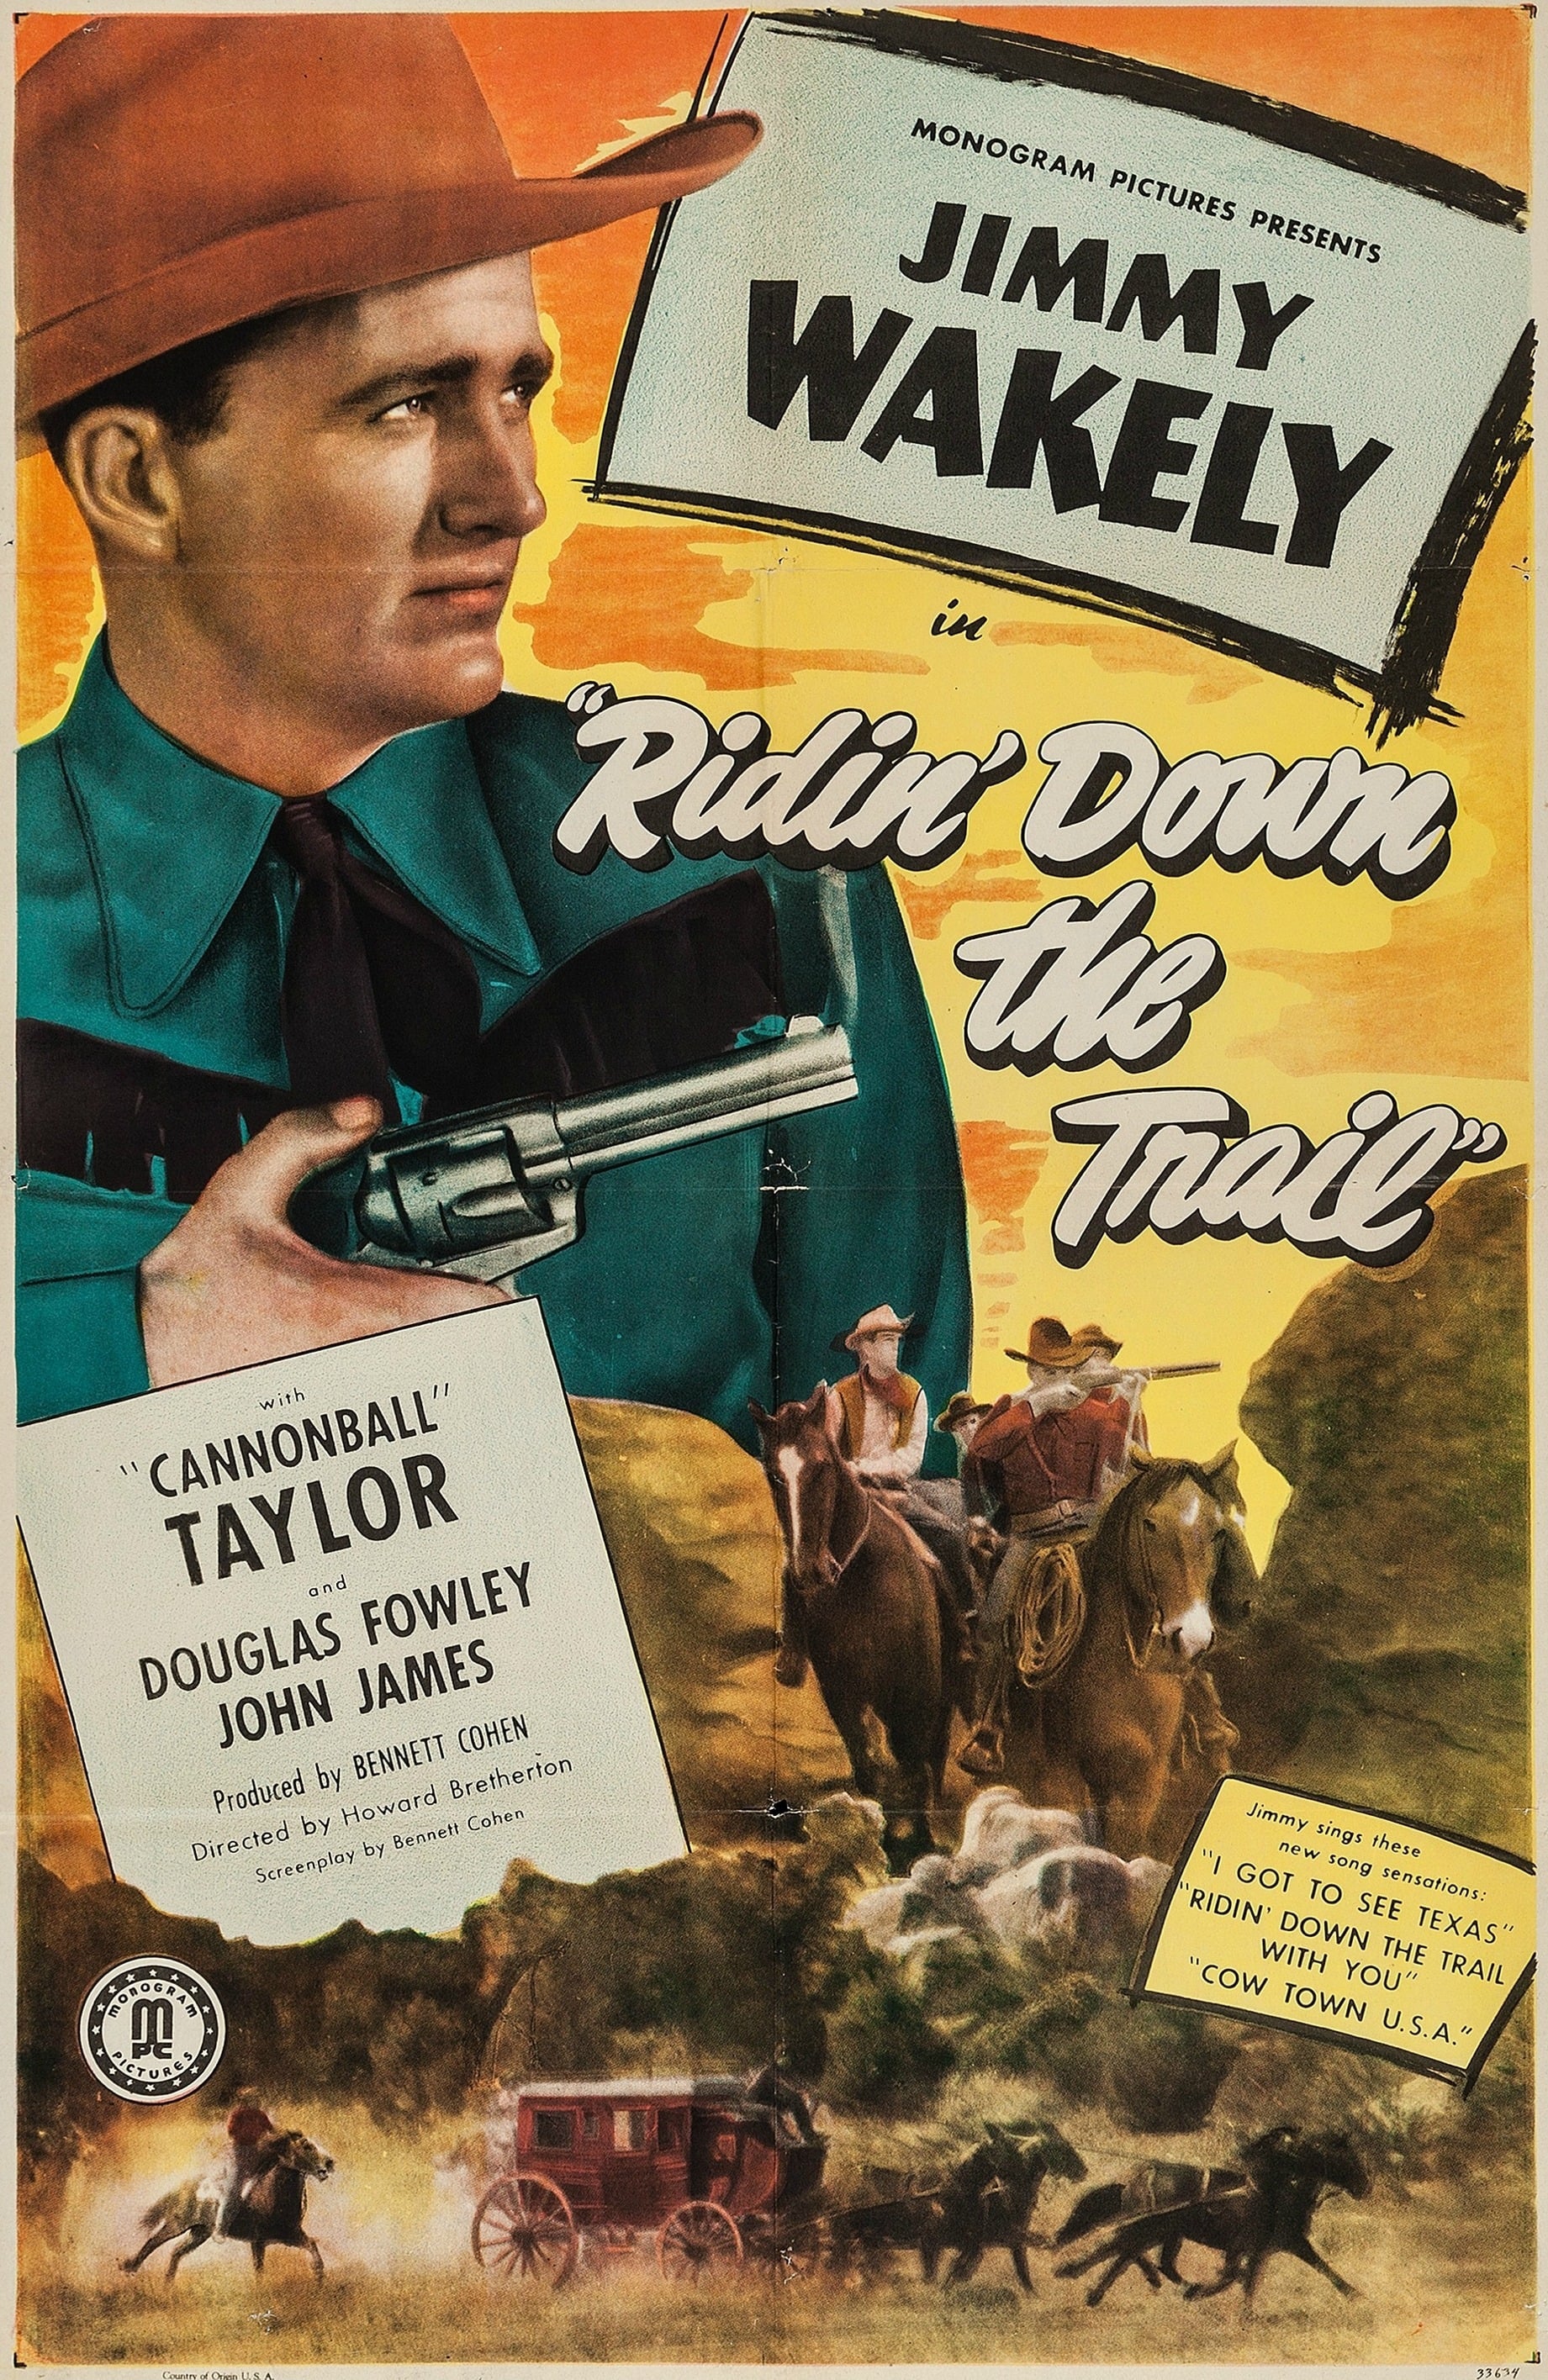 MONOGRAM PICTURES PRESENTS
JIMMY
WAKELY
in
"Ridin' Down
the
Trail"
with
"CANNONBALL"
TAYLOR
and
DOUGLAS FOWLEY
JOHN JAMES
Produced by BENNETT COHEN
Directed by Howard Bretherton
Screenplay by Bennett Cohen
Jimmy sings these
new song sensations:
"I GOT TO SEE TEXAS"
"RIDIN' DOWN THE TRAIL
WITH YOU"
"COW TOWN U.S.A."
MONOGRAM
M
PC
PICTURES
Country of Origin U. S. A.
33634